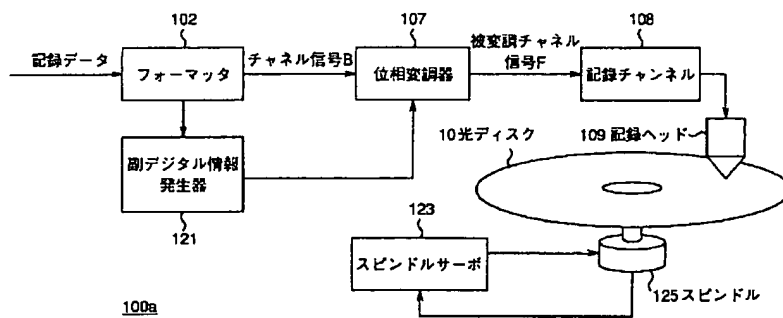 102
107
108
記録データ
フォーマッタ
チャネル信号B
位相変調器
被変調チャネル
信号F
記録チャンネル
副デジタル情報
発生器
121
10光ディスク
109 記録ヘッド
123
スピンドルサーボ
125スピンドル
100a